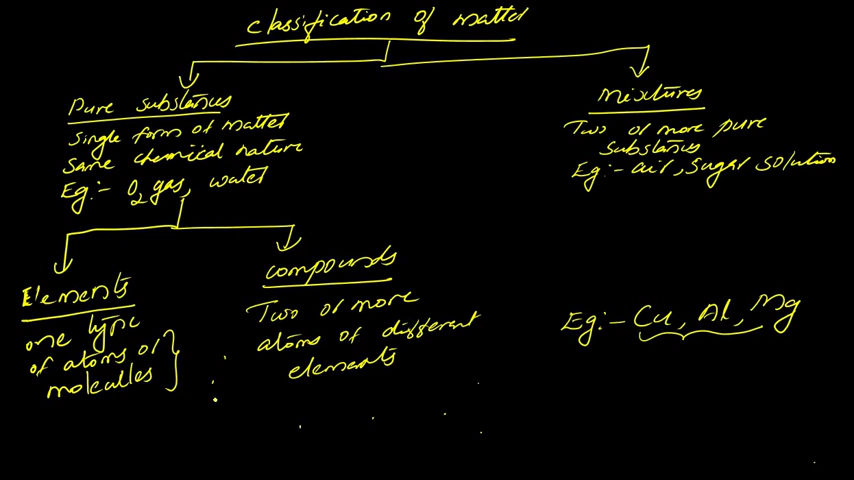 classification of matter
Pure substances
single form of matter
same chemical nature
Eg:- O2 gas, water
Mixtures
Two or more pure
substances
Eg:- air, sugar solution
Elements
one type
of atoms or
molecules
compounds
Two or more
atoms of different
elements
Eg:- Cu, Al, Mg